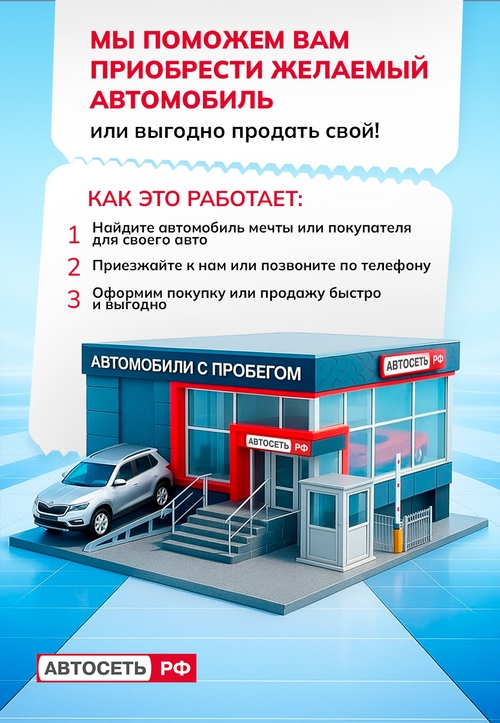 МЫ ПОМОЖЕМ ВАМ
ПРИОБРЕСТИ ЖЕЛАЕМЫЙ
АВТОМОБИЛЬ
или выгодно продать свой!
КАК ЭТО РАБОТАЕТ:
1 Найдите автомобиль мечты или покупателя
для своего авто
2 Приезжайте к нам или позвоните по телефону
3 Оформим покупку или продажу быстро
и выгодно
АВТОМОБИЛИ С ПРОБЕГОМ
АВТОСЕТЬ РФ
АВТОСЕТЬ РФ
АВТОСЕТЬ РФ